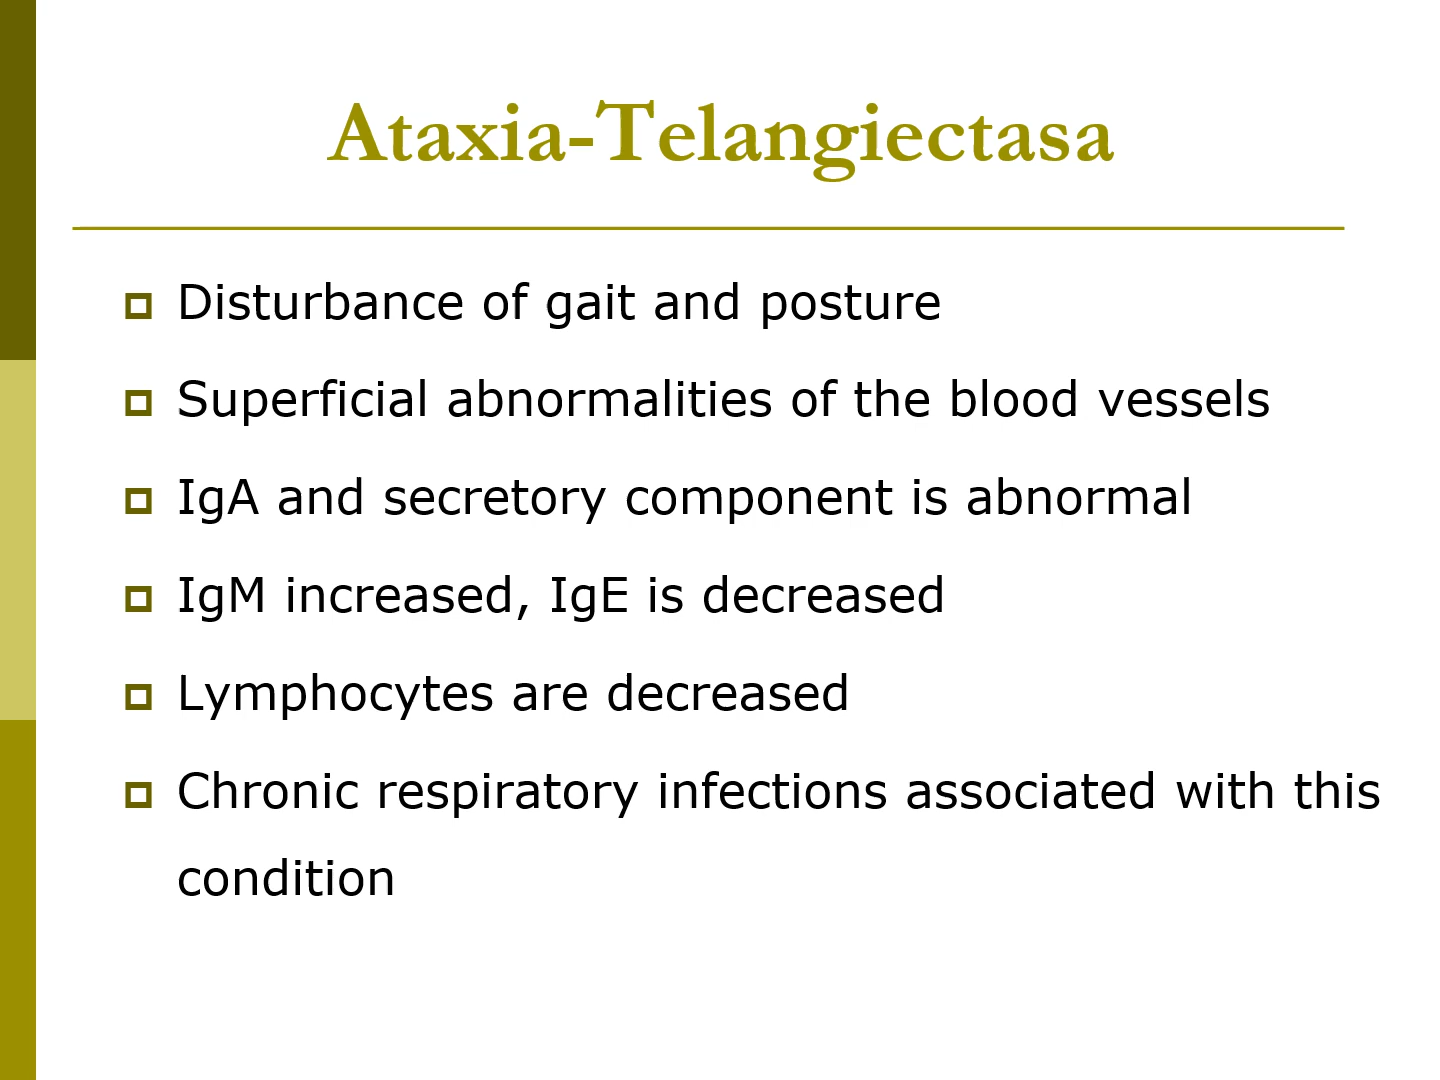 Ataxia-Telangiectasa
Disturbance of gait and posture
Superficial abnormalities of the blood vessels
IgA and secretory component is abnormal
IgM increased, IgE is decreased
Lymphocytes are decreased
Chronic respiratory infections associated with this
condition